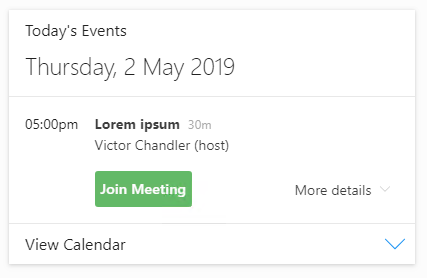 Today's Events
Thursday, 2 May 2019
05:00pm Lorem ipsum 30m
Victor Chandler (host)
Join Meeting More details
View Calendar